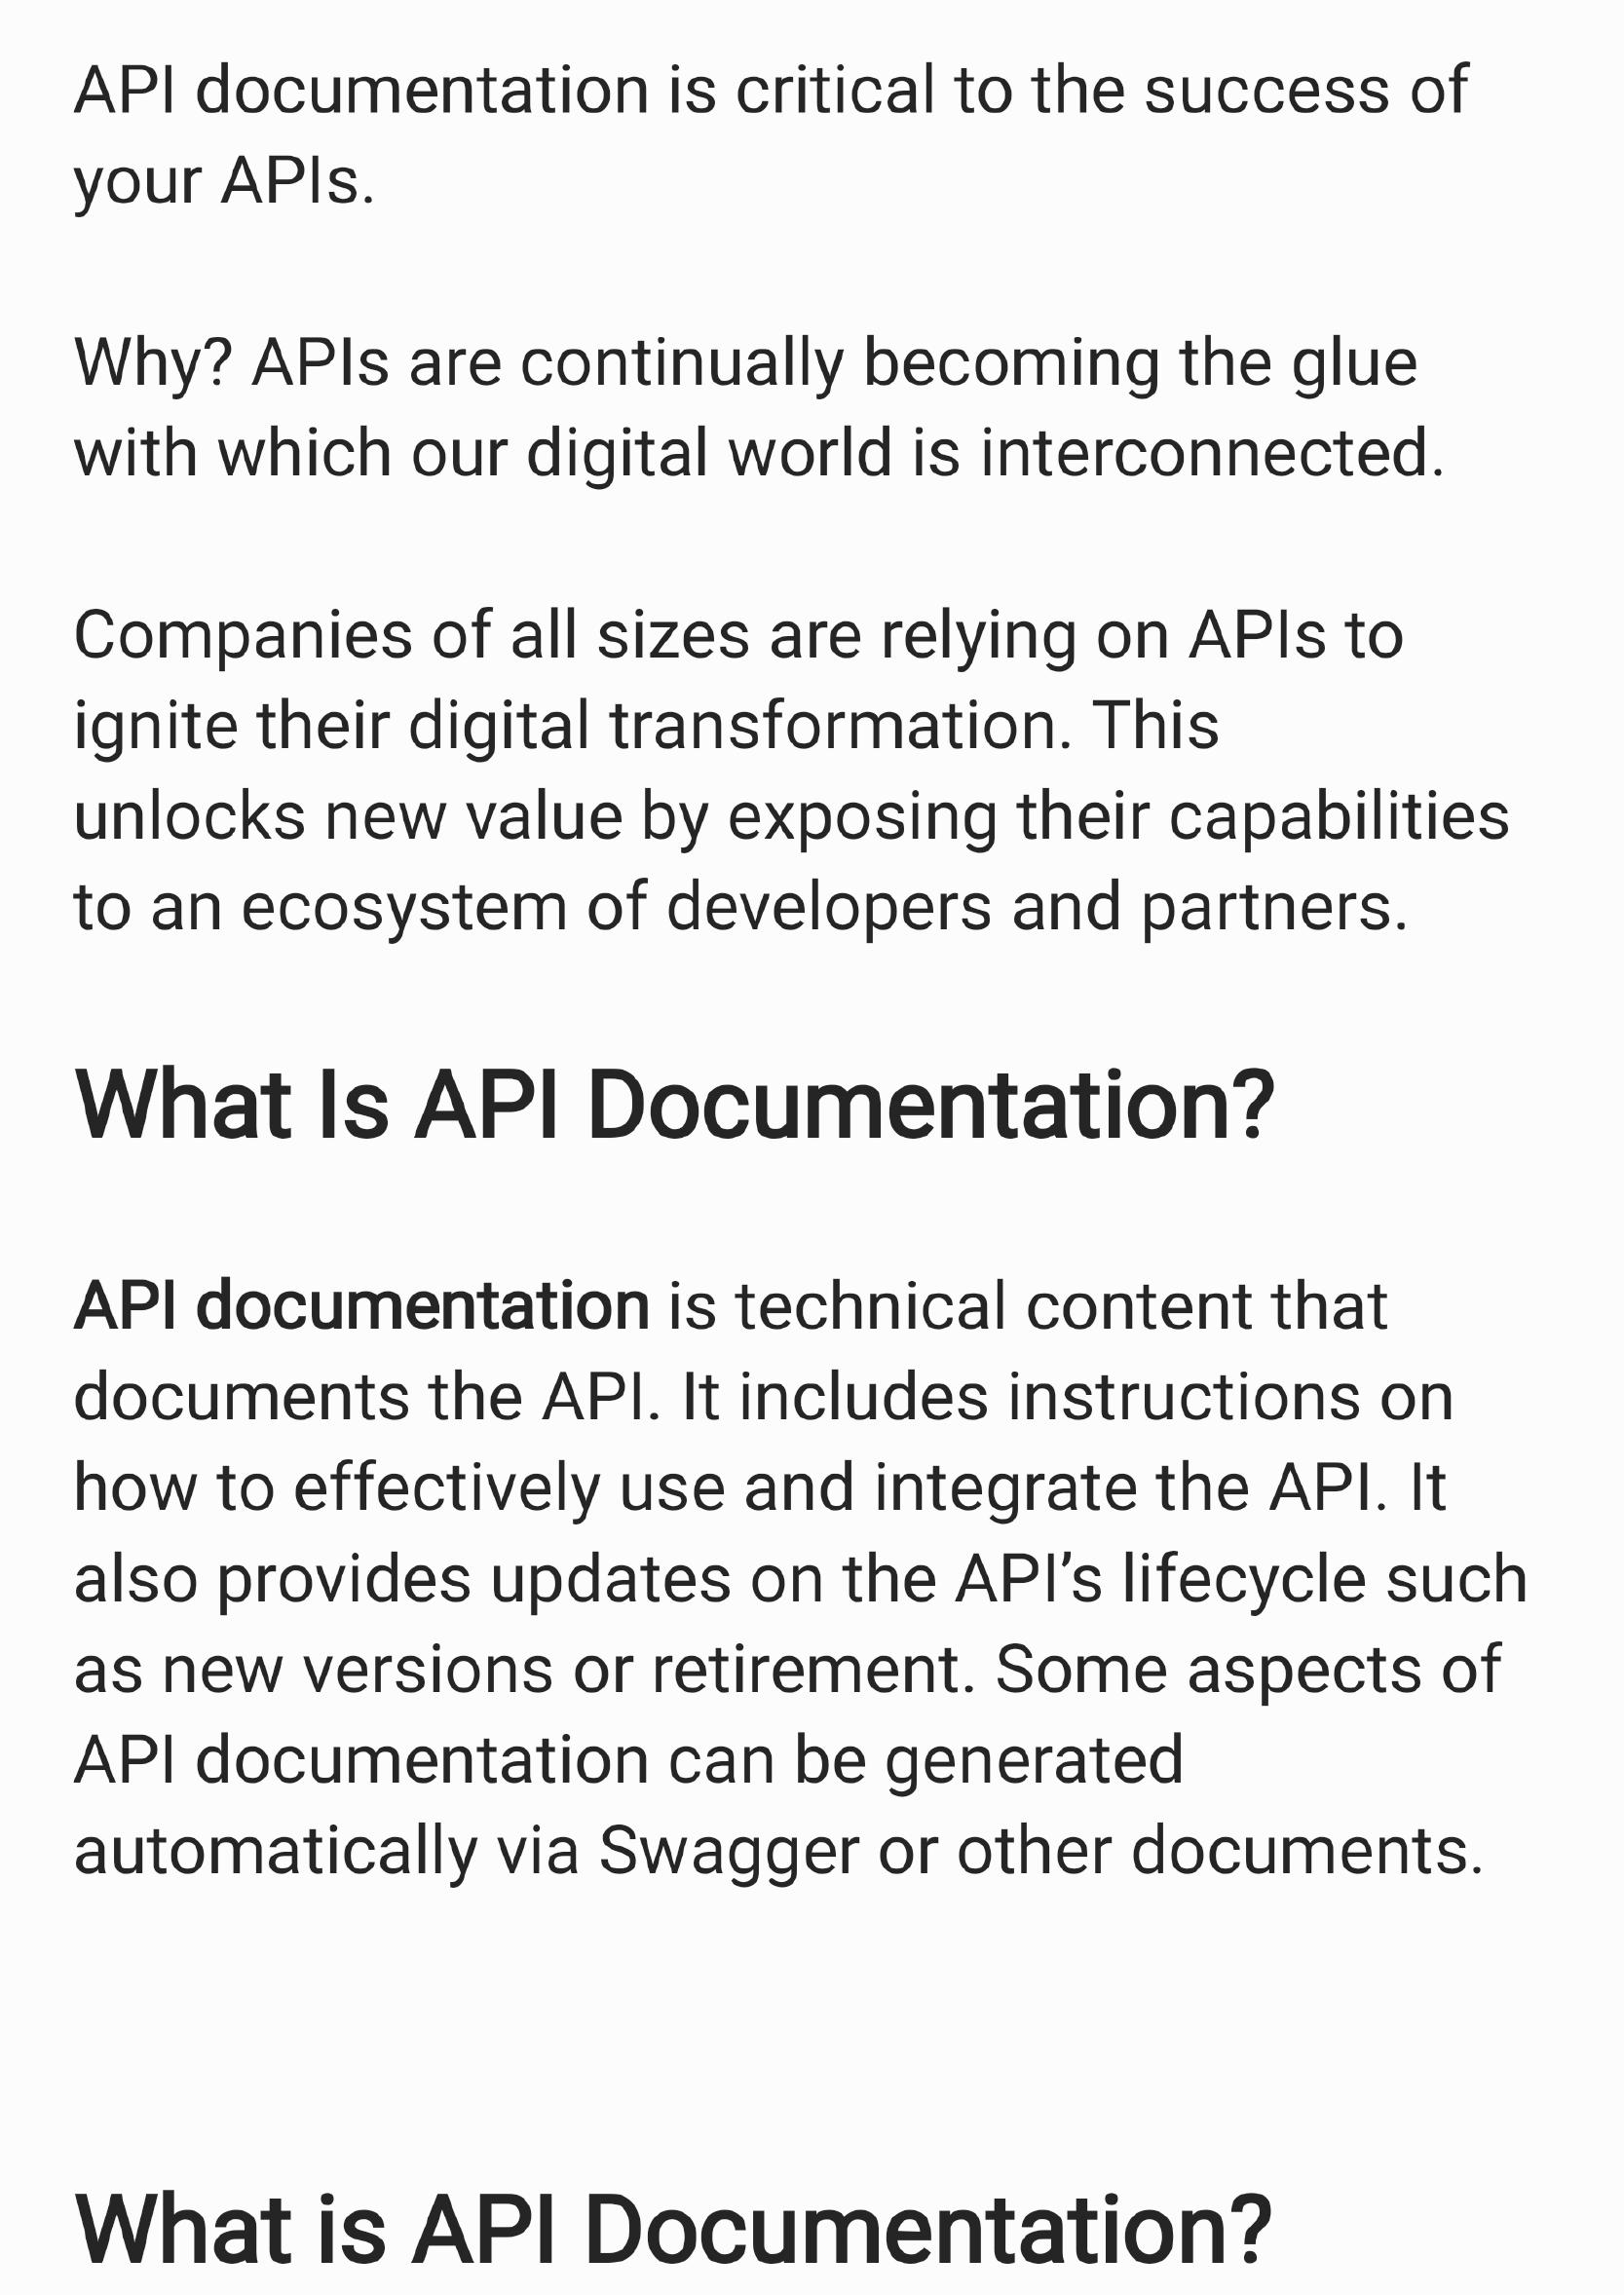 API documentation is critical to the success of
your APIs.
Why? APIs are continually becoming the glue
with which our digital world is interconnected.
Companies of all sizes are relying on APIs to
ignite their digital transformation. This
unlocks new value by exposing their capabilities
to an ecosystem of developers and partners.
What Is API Documentation?
API documentation is technical content that
documents the API. It includes instructions on
how to effectively use and integrate the API. It
also provides updates on the API’s lifecycle such
as new versions or retirement. Some aspects of
API documentation can be generated
automatically via Swagger or other documents.
What is API Documentation?